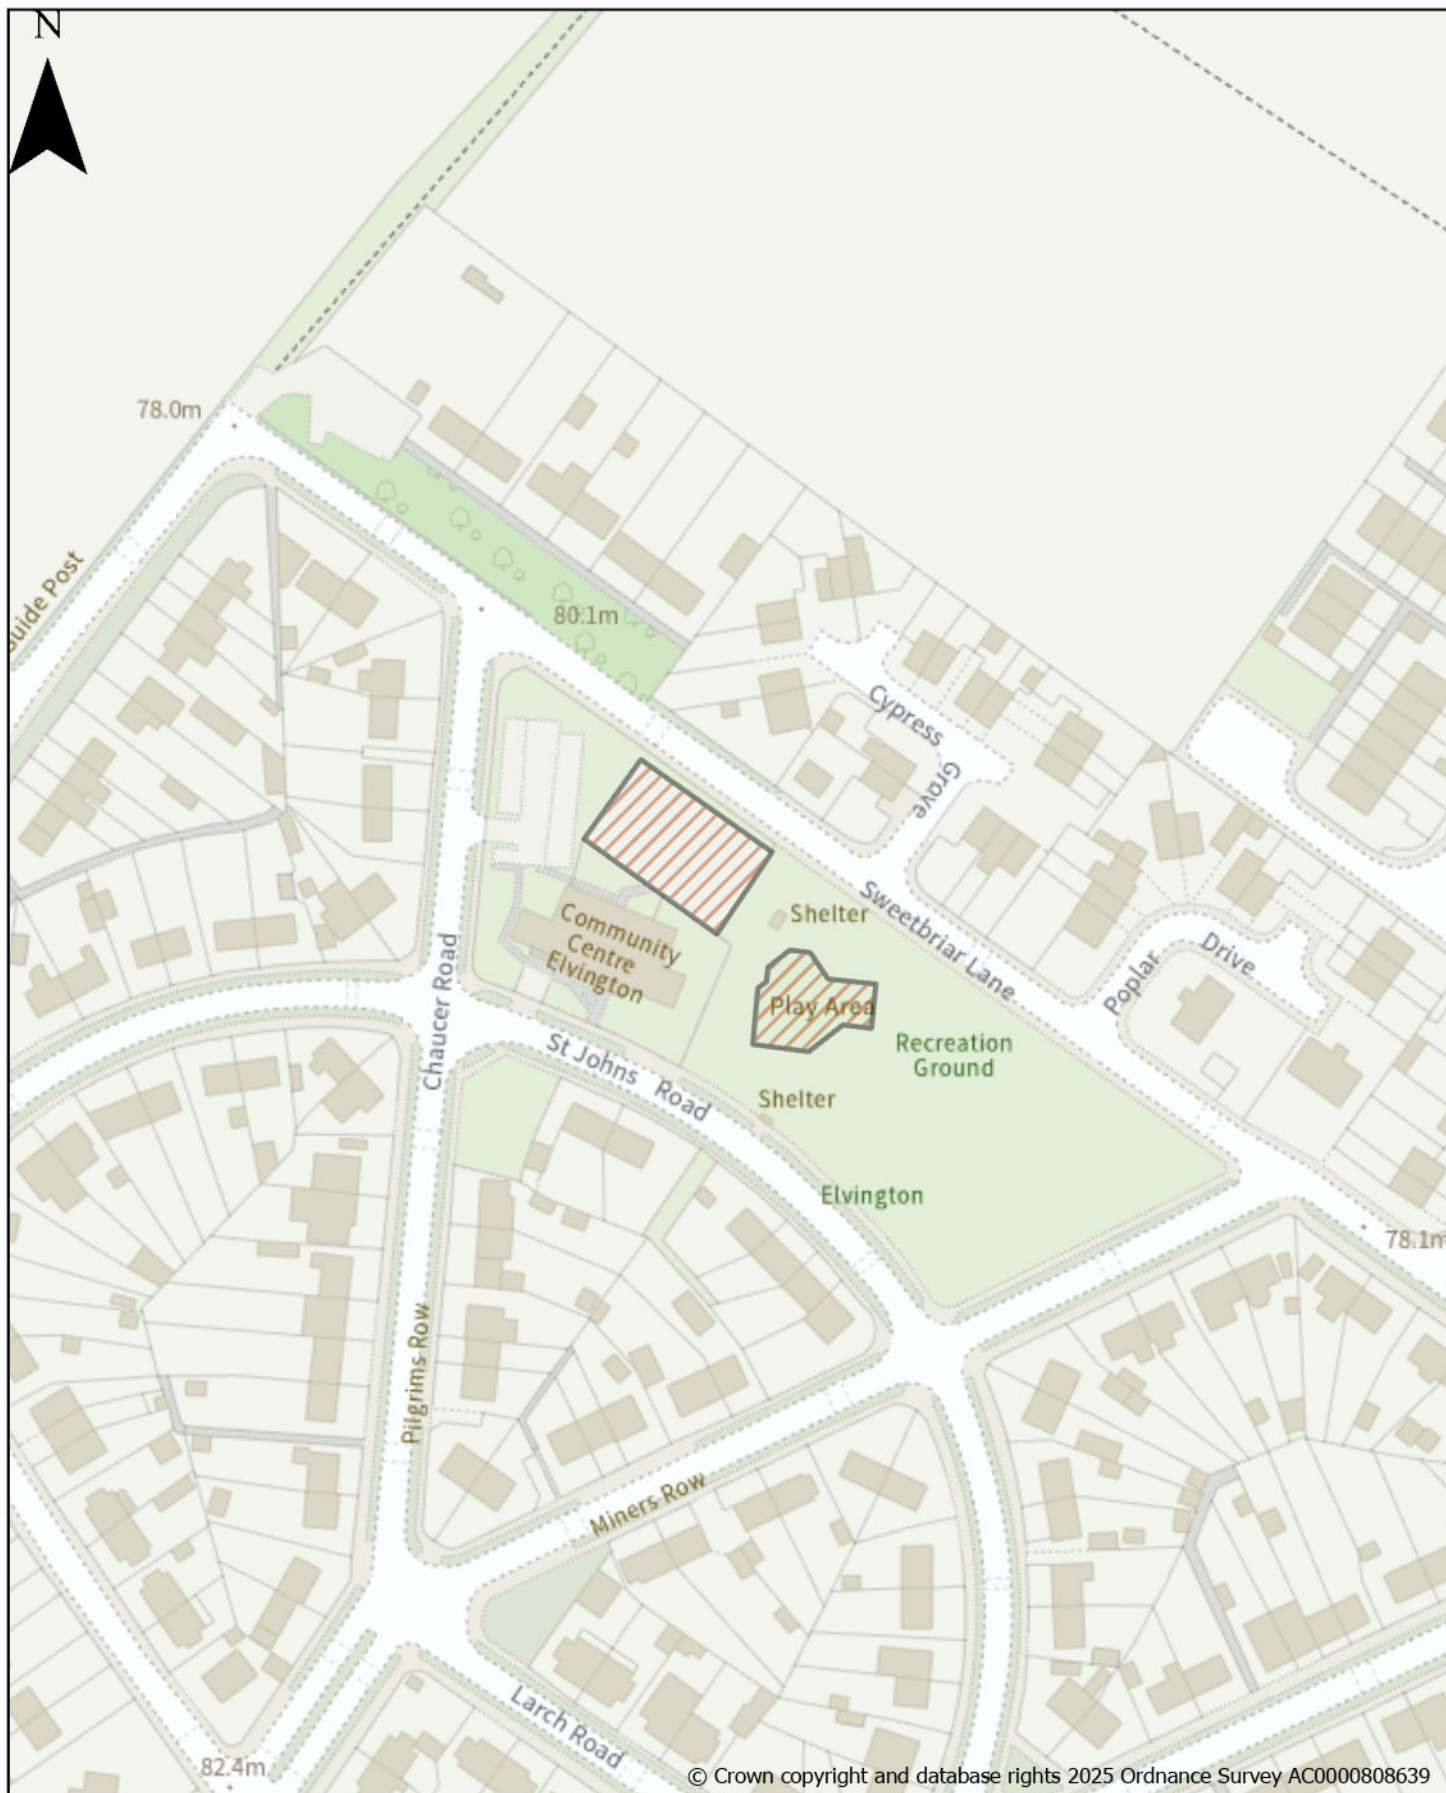 N
78.0m
uide Post
80.1m
Cypress
Grove
Sweetbriar Lane
Shelter
Community
Centre
Elvington
Poplar
Drive
Chaucer Road
Play Area
Recreation
Ground
St Johns Road
Shelter
Elvington
78.1m
Pilgrims Row
Miners Row
Larch Road
82.4m
© Crown copyright and database rights 2025 Ordnance Survey AC0000808639